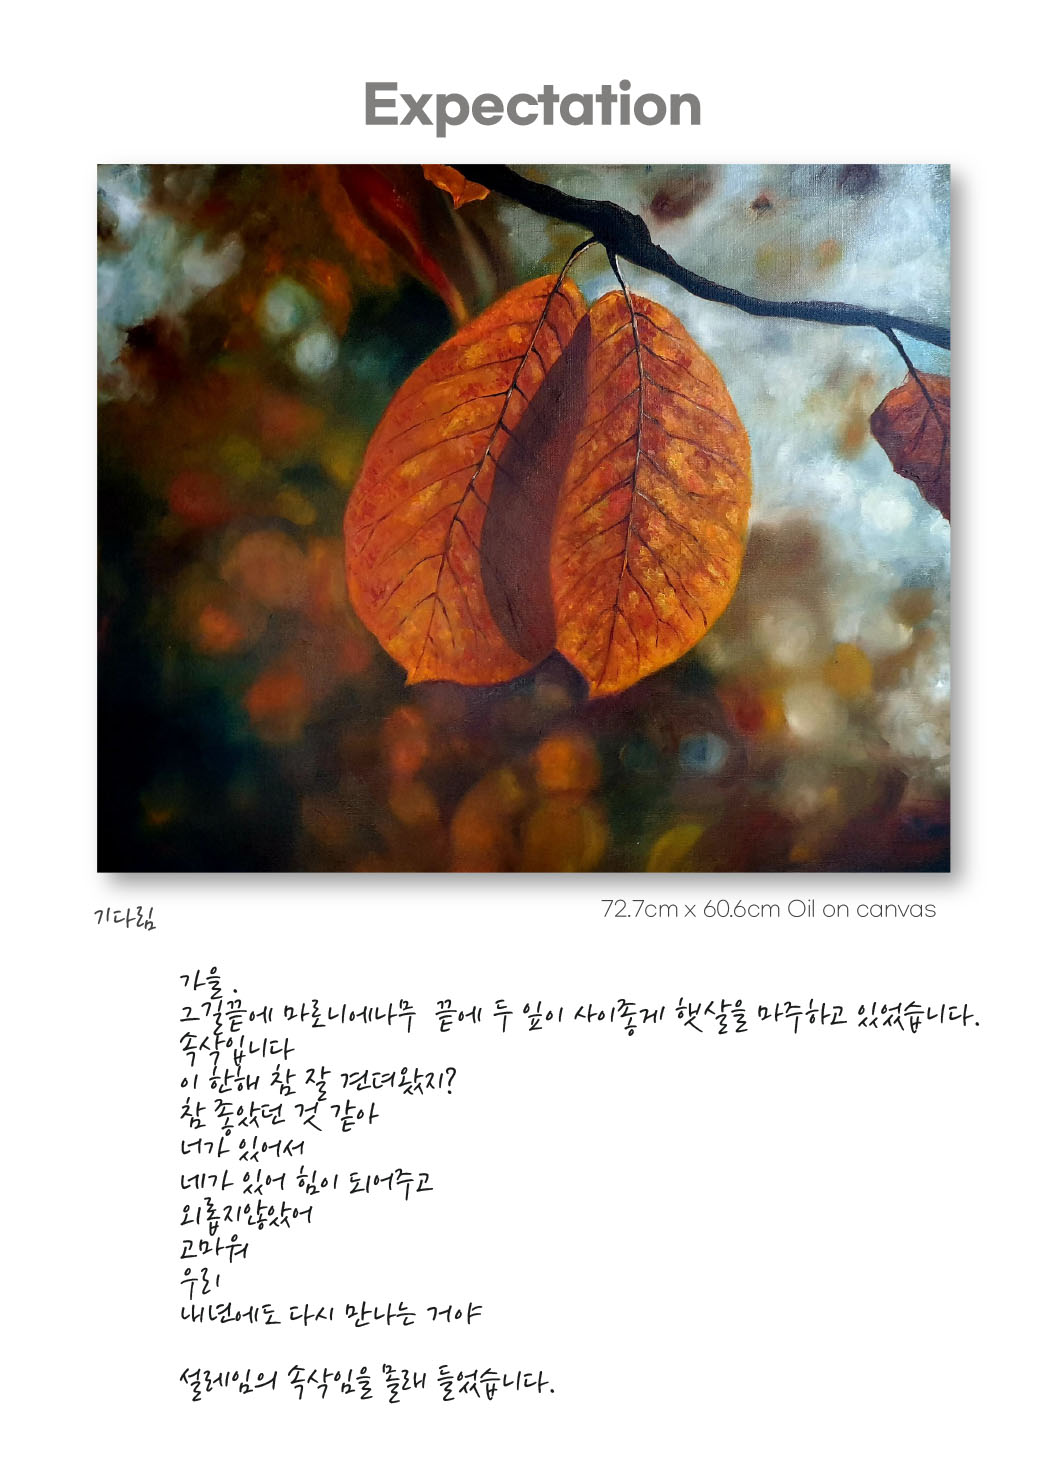 Expectation
기다림
72.7cm x 60.6cm Oil on canvas
가을.
그길끝에 마로니에나무 끝에 두 잎이 사이좋게 햇살을 마주하고 있었습니다.
속삭입니다
이 한해 참 잘 견뎌왔지?
참 좋았던 것 같아
너가 있어서
네가 있어 힘이 되어주고
외롭지않았어
고마워
우리
내년에도 다시 만나는 거야
설레임의 속삭임을 몰래 들었습니다.